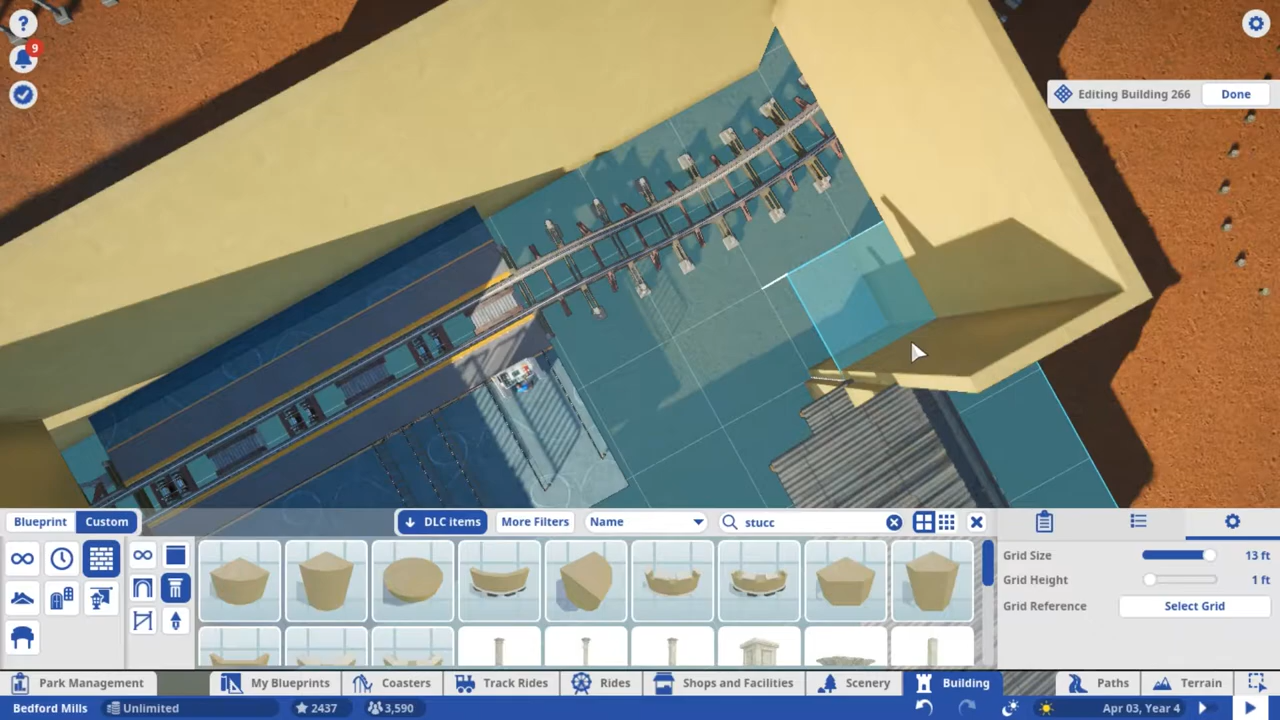 ?
9
Editing Building 266 Done
Blueprint Custom DLC items More Filters Name stucc
Grid Size 13 ft
Grid Height 1 ft
Grid Reference Select Grid
Park Management My Blueprints Coasters Track Rides Rides Shops and Facilities Scenery Building Paths Terrain
Bedford Mills Unlimited 2437 3,590 Apr 03, Year 4